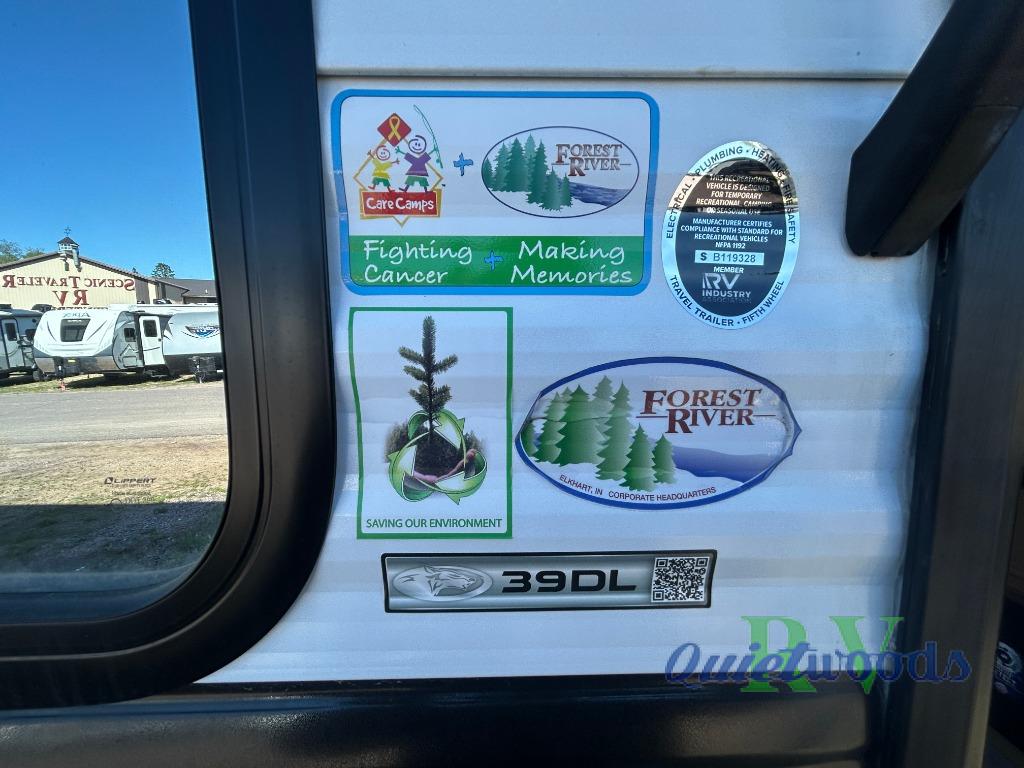 SCENIC TRAVELER
RV
LIPPERT
Care Camps
+
FOREST
RIVER
Fighting + Making
Cancer Memories
ELECTRICAL • PLUMBING • HEATING • FIRE SAFETY
THIS RECREATIONAL
VEHICLE IS DESIGNED
FOR TEMPORARY
RECREATIONAL, CAMPING
OR SEASONAL USE
MANUFACTURER CERTIFIES
COMPLIANCE WITH STANDARD FOR
RECREATIONAL VEHICLES
NFPA 1192
S B119328
MEMBER
RV
INDUSTRY
ASSOCIATION
TRAVEL TRAILER • FIFTH WHEEL
SAVING OUR ENVIRONMENT
FOREST
RIVER
ELKHART, IN CORPORATE HEADQUARTERS
39DL
RV
Quietwoods